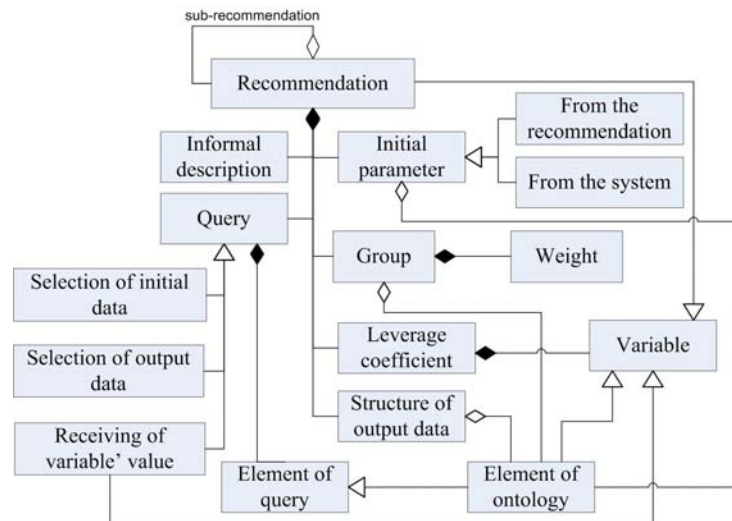 sub-recommendation
Recommendation
From the
recommendation
Informal
description
Initial
parameter
From the system
Query
Group
Weight
Selection of initial
data
Leverage
coefficient
Variable
Selection of output
data
Structure of
output data
Receiving of
variable’ value
Element of
query
Element of
ontology